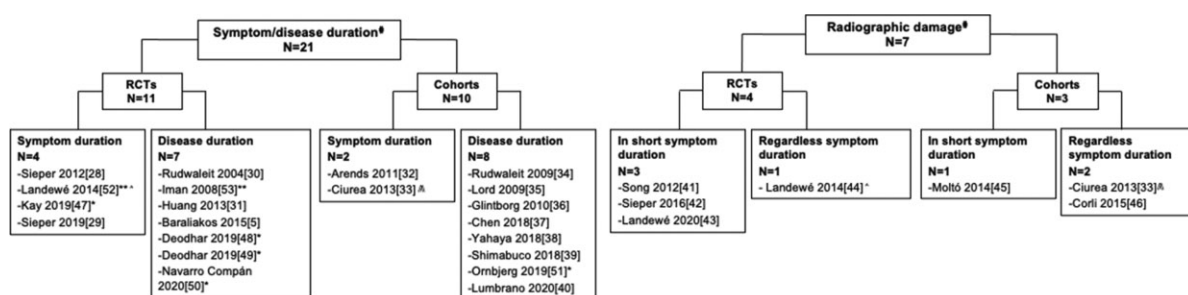 Symptom/disease duration#
N=21
RCTs
N=11
Cohorts
N=10
Symptom duration
N=4
-Sieper 2012[28]
-Landewé 2014[52]**^
-Kay 2019[47]*
-Sieper 2019[29]
Disease duration
N=7
-Rudwaleit 2004[30]
-Iman 2008[53]**
-Huang 2013[31]
-Baraliakos 2015[5]
-Deodhar 2019[48]*
-Deodhar 2019[49]*
-Navarro Compán
2020[50]*
Symptom duration
N=2
-Arends 2011[32]
-Ciurea 2013[33]
Disease duration
N=8
-Rudwaleit 2009[34]
-Lord 2009[35]
-Glintborg 2010[36]
-Chen 2018[37]
-Yahaya 2018[38]
-Shimabuco 2018[39]
-Ornbjerg 2019[51]*
-Lumbrano 2020[40]
Radiographic damage#
N=7
RCTs
N=4
Cohorts
N=3
In short symptom
duration
N=3
-Song 2012[41]
-Sieper 2016[42]
-Landewé 2020[43]
Regardless symptom
duration
N=1
- Landewé 2014[44]^
In short symptom
duration
N=1
-Moltó 2014[45]
Regardless
symptom duration
N=2
-Ciurea 2013[33]
-Corli 2015[46]